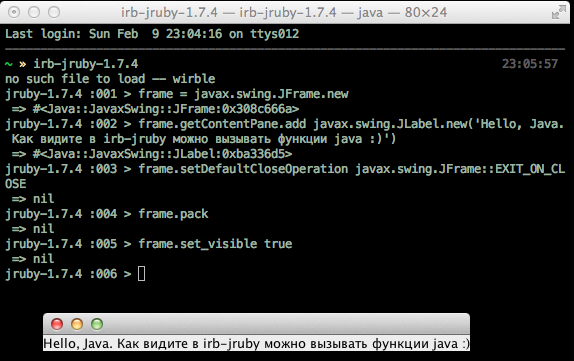 irb-jruby-1.7.4 — irb-jruby-1.7.4 — java — 80×24
Last login: Sun Feb  9 23:04:16 on ttys012
~ » irb-jruby-1.7.4 23:05:57
no such file to load -- wirble
jruby-1.7.4 :001 > frame = javax.swing.JFrame.new
 => #<Java::JavaxSwing::JFrame:0x308c666a>
jruby-1.7.4 :002 > frame.getContentPane.add javax.swing.JLabel.new('Hello, Java.
 Как видите в irb-jruby можно вызывать функции java :)')
 => #<Java::JavaxSwing::JLabel:0xba336d5>
jruby-1.7.4 :003 > frame.setDefaultCloseOperation javax.swing.JFrame::EXIT_ON_CL
OSE
 => nil
jruby-1.7.4 :004 > frame.pack
 => nil
jruby-1.7.4 :005 > frame.set_visible true
 => nil
jruby-1.7.4 :006 >
Hello, Java. Как видите в irb-jruby можно вызывать функции java :)